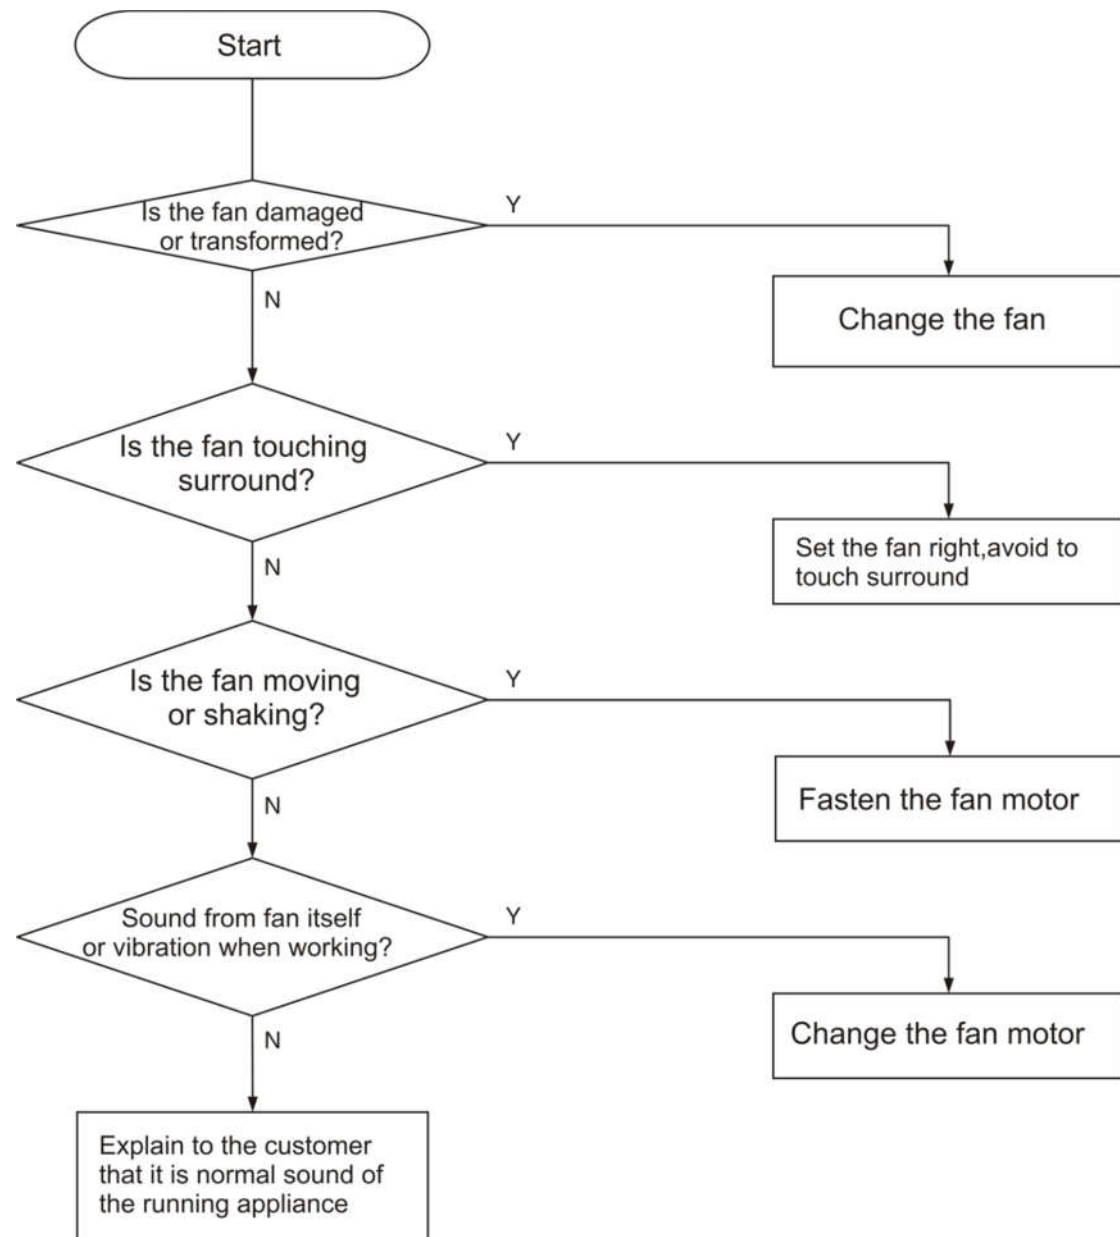 Start
Is the fan damaged
or transformed?
Y
N
Change the fan
Is the fan touching
surround?
Y
N
Set the fan right,avoid to
touch surround
Is the fan moving
or shaking?
Y
N
Fasten the fan motor
Sound from fan itself
or vibration when working?
Y
N
Change the fan motor
Explain to the customer
that it is normal sound of
the running appliance